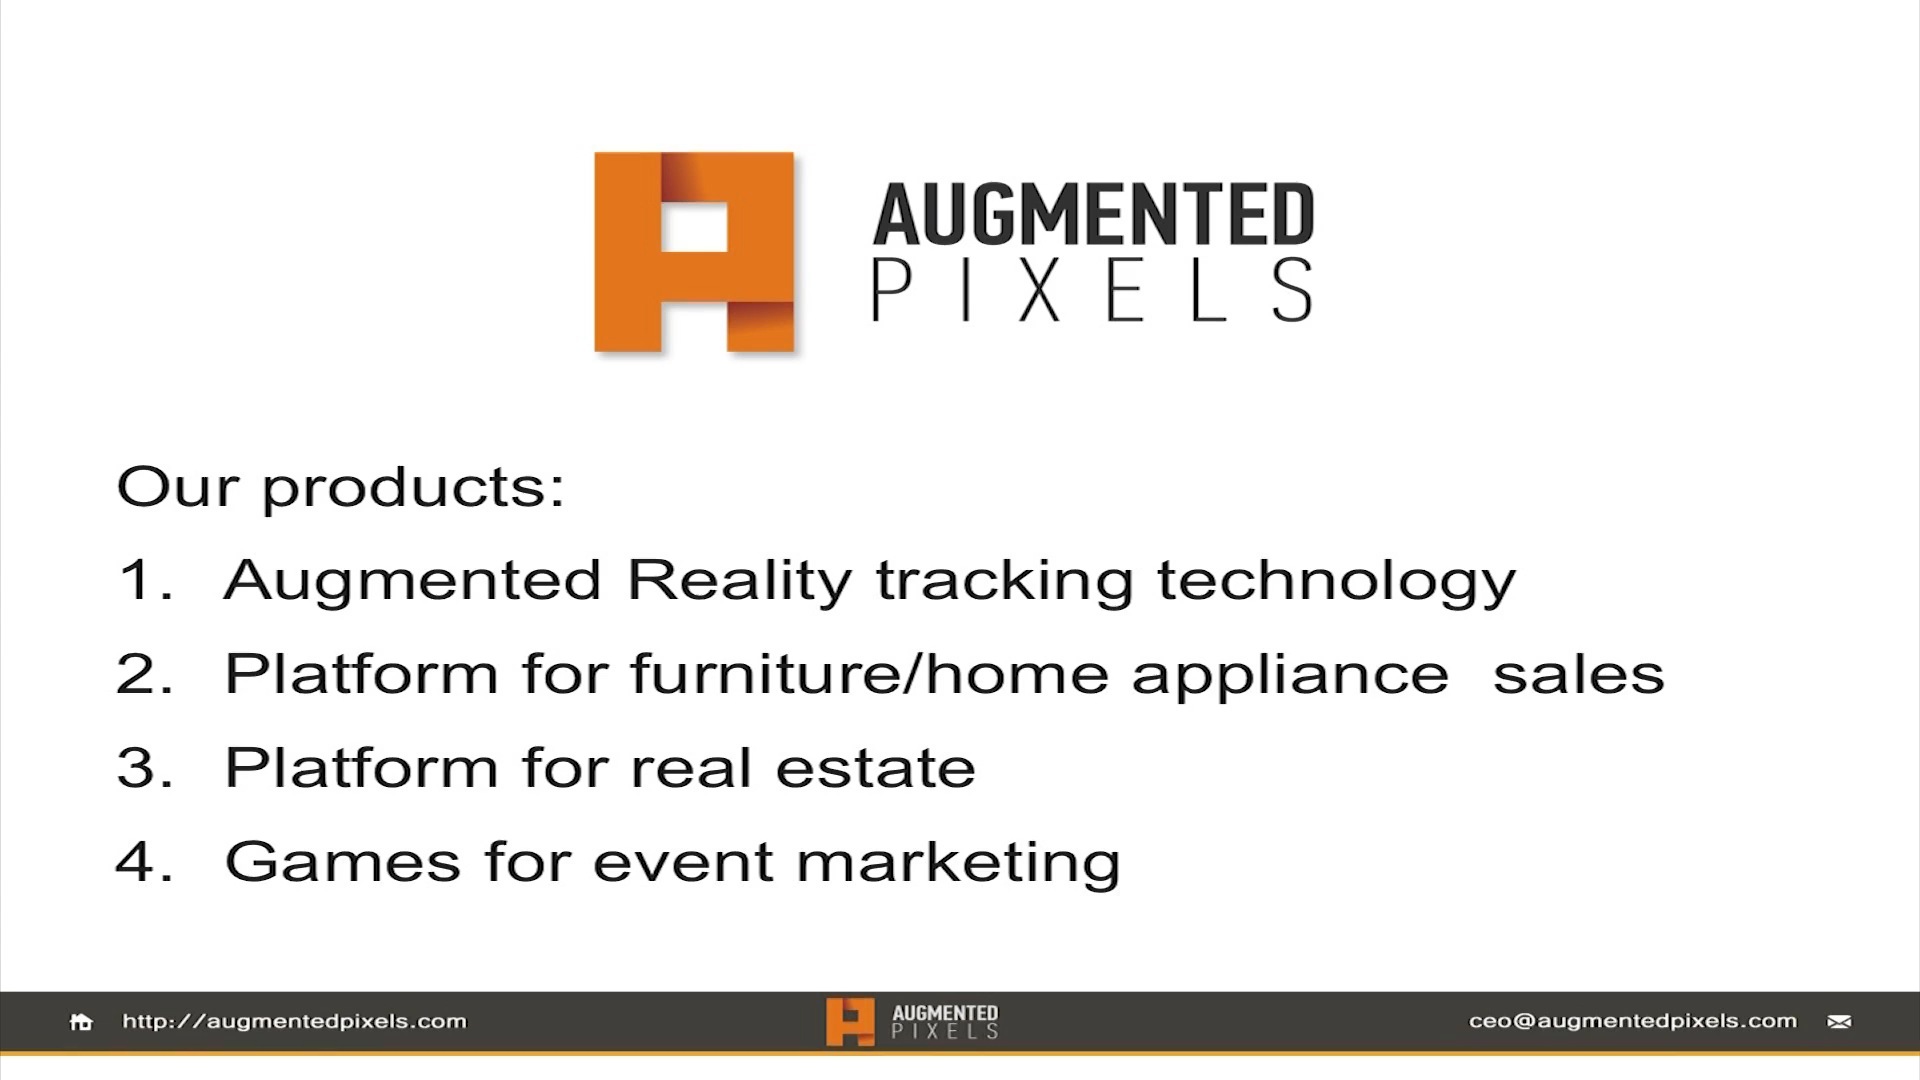 AUGMENTED
PIXELS
Our products:
1. Augmented Reality tracking technology
2. Platform for furniture/home appliance sales
3. Platform for real estate
4. Games for event marketing
http://augmentedpixels.com
AUGMENTED
PIXELS
ceo@augmentedpixels.com